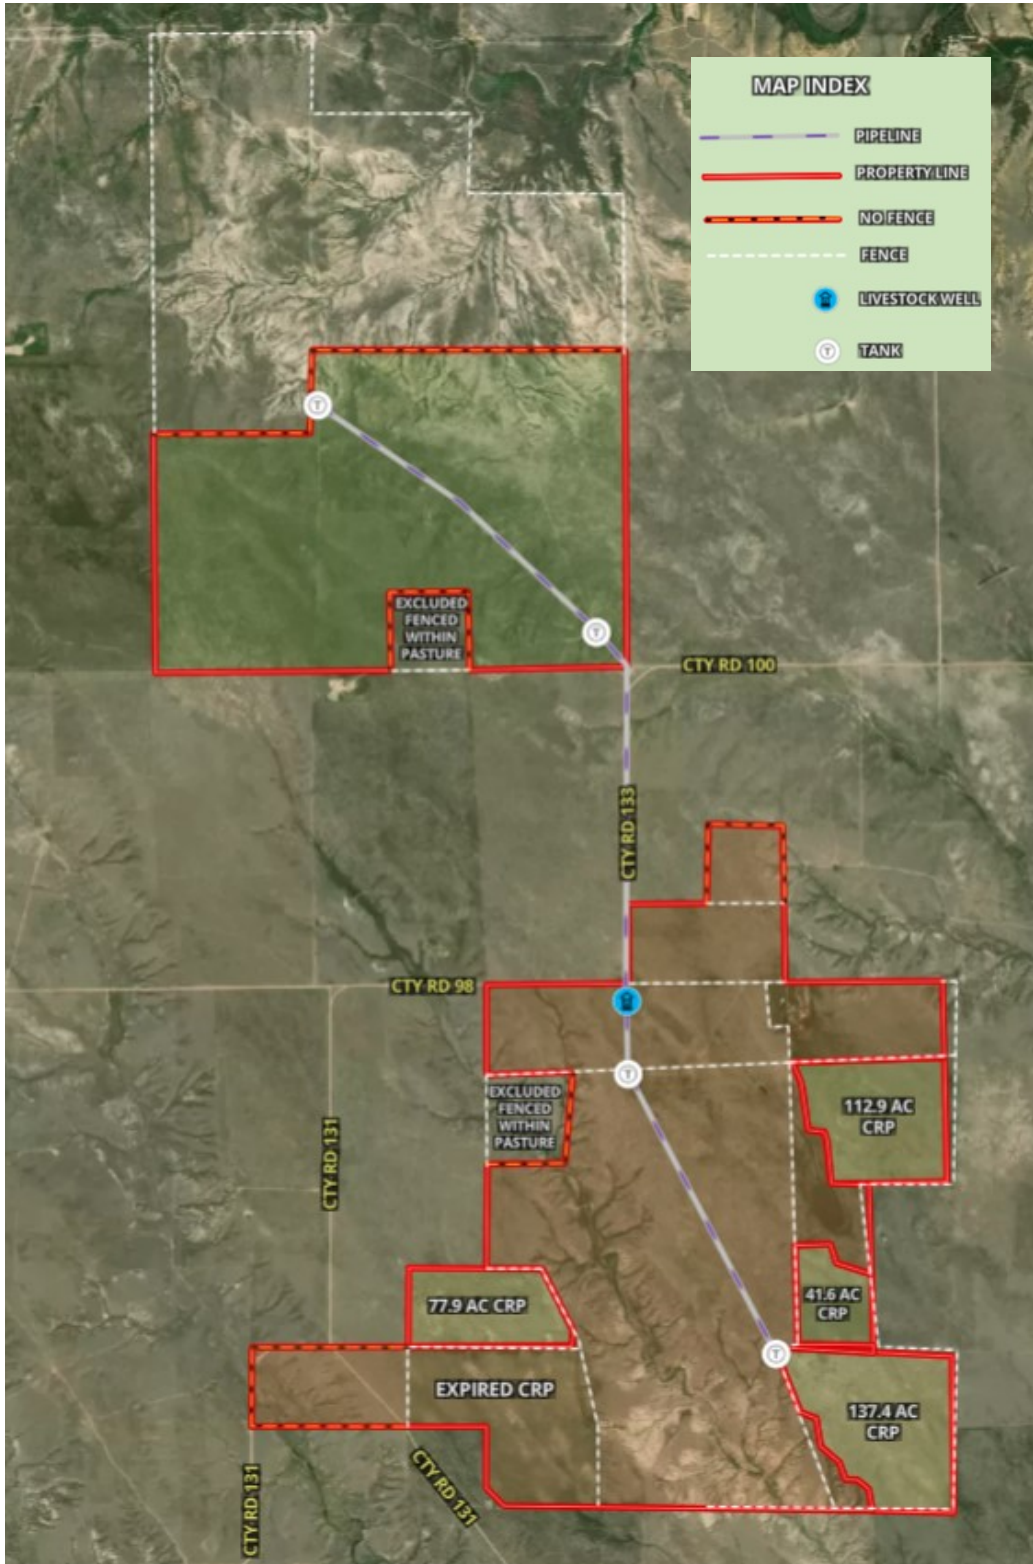 MAP INDEX
PIPELINE
PROPERTY LINE
NO FENCE
FENCE
LIVESTOCK WELL
T
TANK
T
EXCLUDED
FENCED
WITHIN
PASTURE
T
CTY RD 100
CTY RD 133
CTY RD 98
T
EXCLUDED
FENCED
WITHIN
PASTURE
112.9 AC
CRP
CTY RD 131
77.9 AC CRP
41.6 AC
CRP
T
EXPIRED CRP
137.4 AC
CRP
CTY RD 131
CTY RD 131